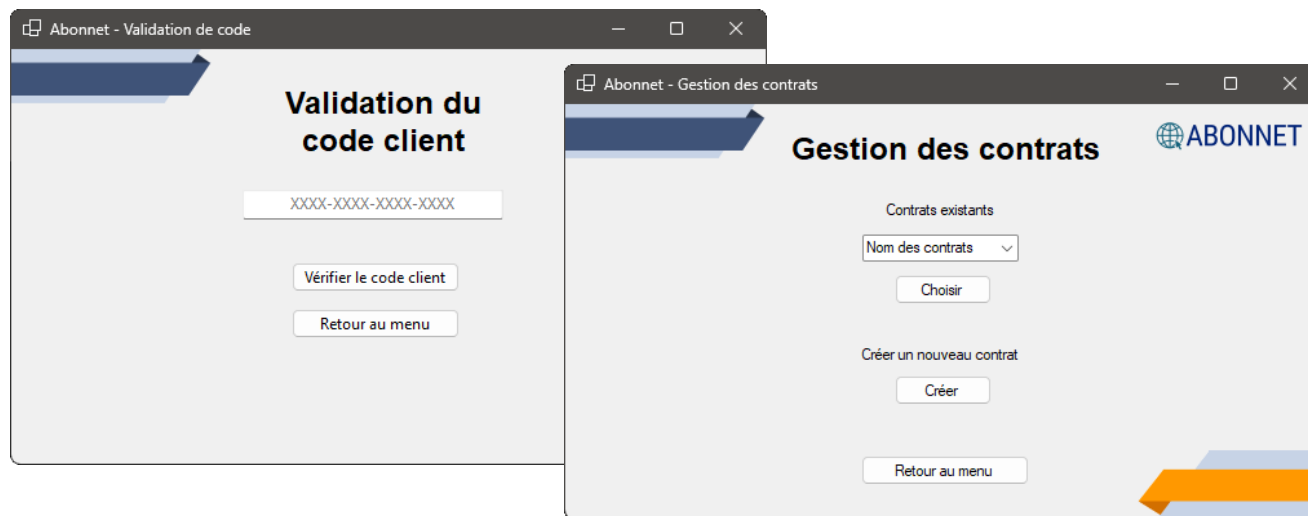 Abonnet - Validation de code
Validation du
code client
XXXX-XXXX-XXXX-XXXX
Vérifier le code client
Retour au menu
Abonnet - Gestion des contrats
ABONNET
Gestion des contrats
Contrats existants
Nom des contrats
Choisir
Créer un nouveau contrat
Créer
Retour au menu